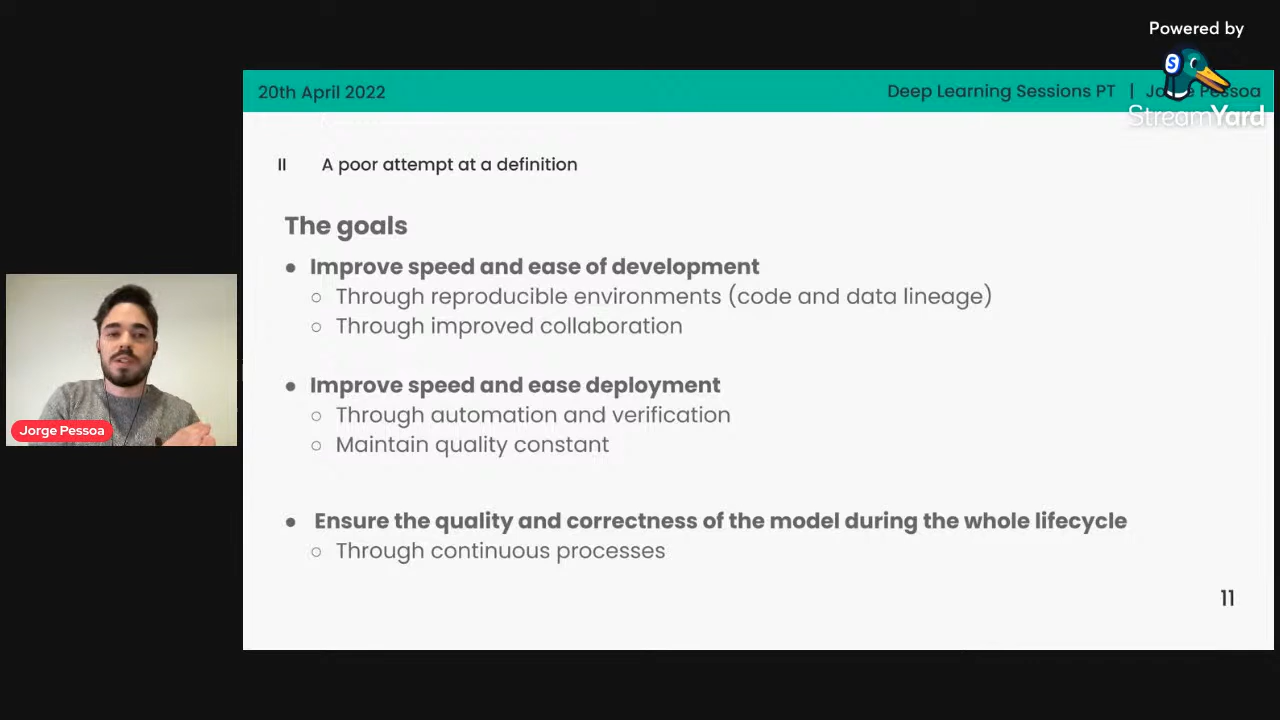 Powered by
S
StreamYard
20th April 2022
Deep Learning Sessions PT | Jorge Pessoa
II A poor attempt at a definition
The goals
● Improve speed and ease of development
○ Through reproducible environments (code and data lineage)
○ Through improved collaboration
● Improve speed and ease deployment
○ Through automation and verification
○ Maintain quality constant
● Ensure the quality and correctness of the model during the whole lifecycle
○ Through continuous processes
Jorge Pessoa
11